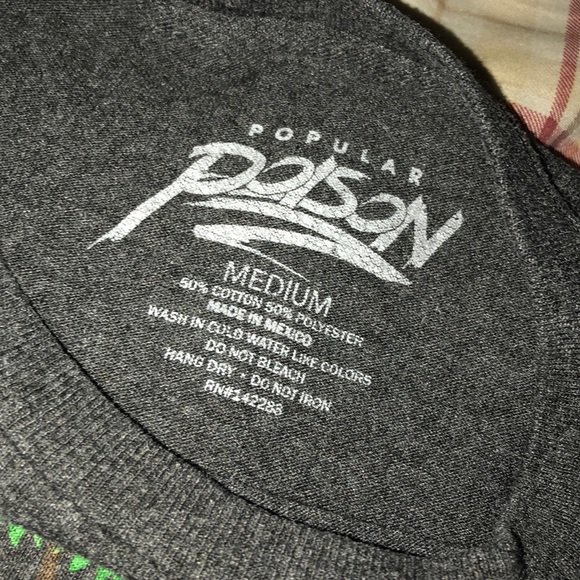 POPULAR
POISON
MEDIUM
50% COTTON 50% POLYESTER
MADE IN MEXICO
WASH IN COLD WATER LIKE COLORS
DO NOT BLEACH
HANG DRY • DO NOT IRON
RN#142288